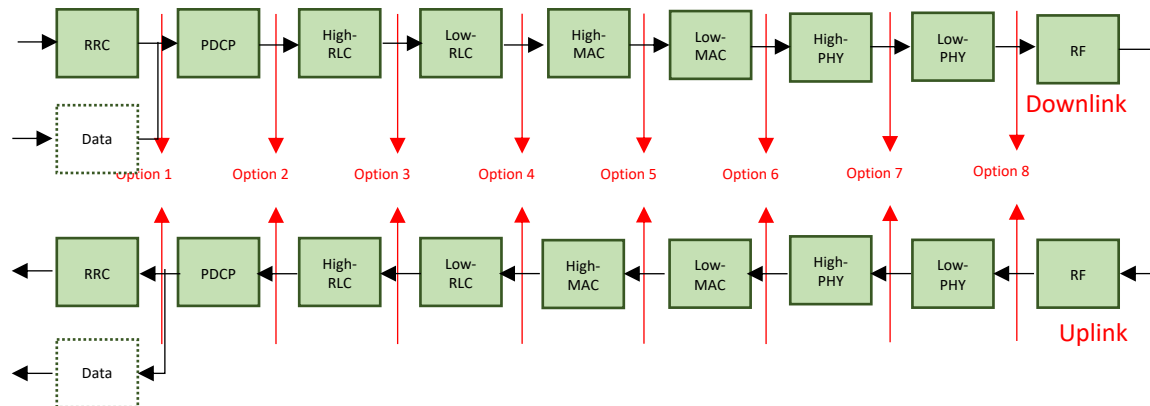 RRC
PDCP
High-
RLC
Low-
RLC
High-
MAC
Low-
MAC
High-
PHY
Low-
PHY
RF
Downlink
Data
Option 1
Option 2
Option 3
Option 4
Option 5
Option 6
Option 7
Option 8
RRC
PDCP
High-
RLC
Low-
RLC
High-
MAC
Low-
MAC
High-
PHY
Low-
PHY
RF
Uplink
Data